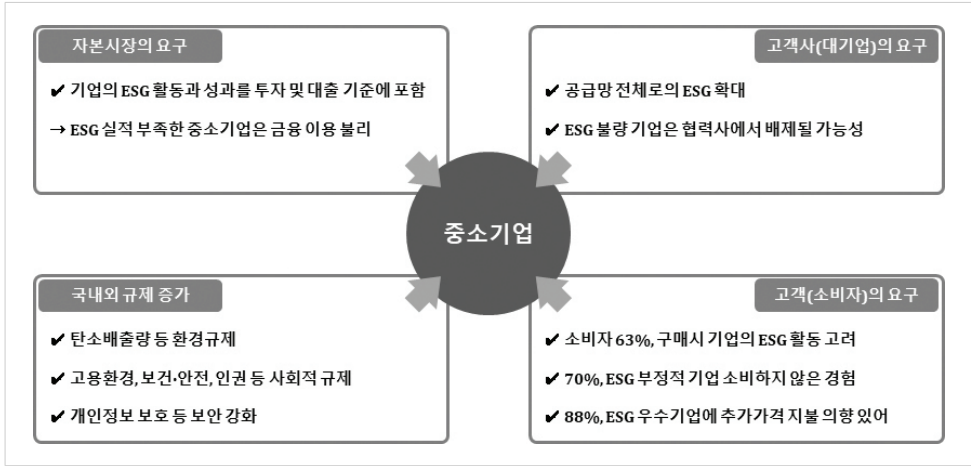 자본시장의 요구
✔ 기업의 ESG 활동과 성과를 투자 및 대출 기준에 포함
→ ESG 실적 부족한 중소기업은 금융 이용 불리
고객사(대기업)의 요구
✔ 공급망 전체로의 ESG 확대
✔ ESG 불량 기업은 협력사에서 배제될 가능성
중소기업
국내외 규제 증가
✔ 탄소배출량 등 환경규제
✔ 고용환경, 보건·안전, 인권 등 사회적 규제
✔ 개인정보 보호 등 보안 강화
고객(소비자)의 요구
✔ 소비자 63%, 구매시 기업의 ESG 활동 고려
✔ 70%, ESG 부정적 기업 소비하지 않은 경험
✔ 88%, ESG 우수기업에 추가가격 지불 의향 있어